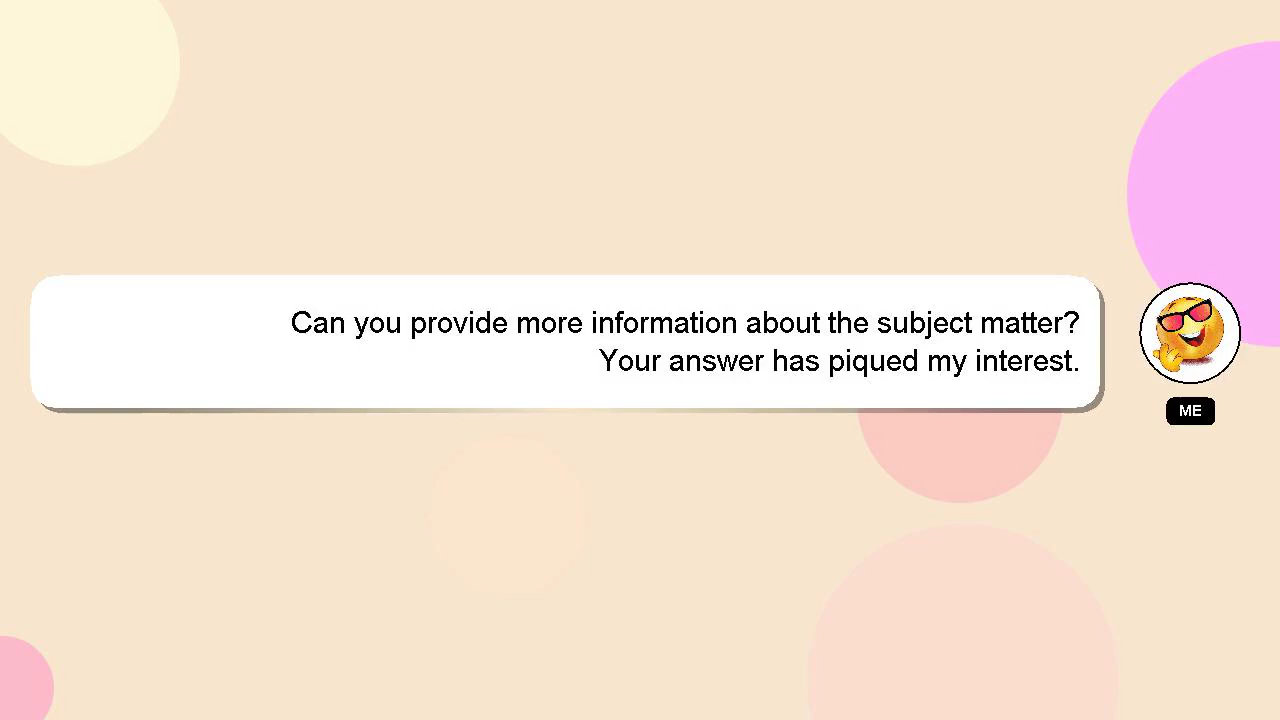 Can you provide more information about the subject matter?
Your answer has piqued my interest.
ME